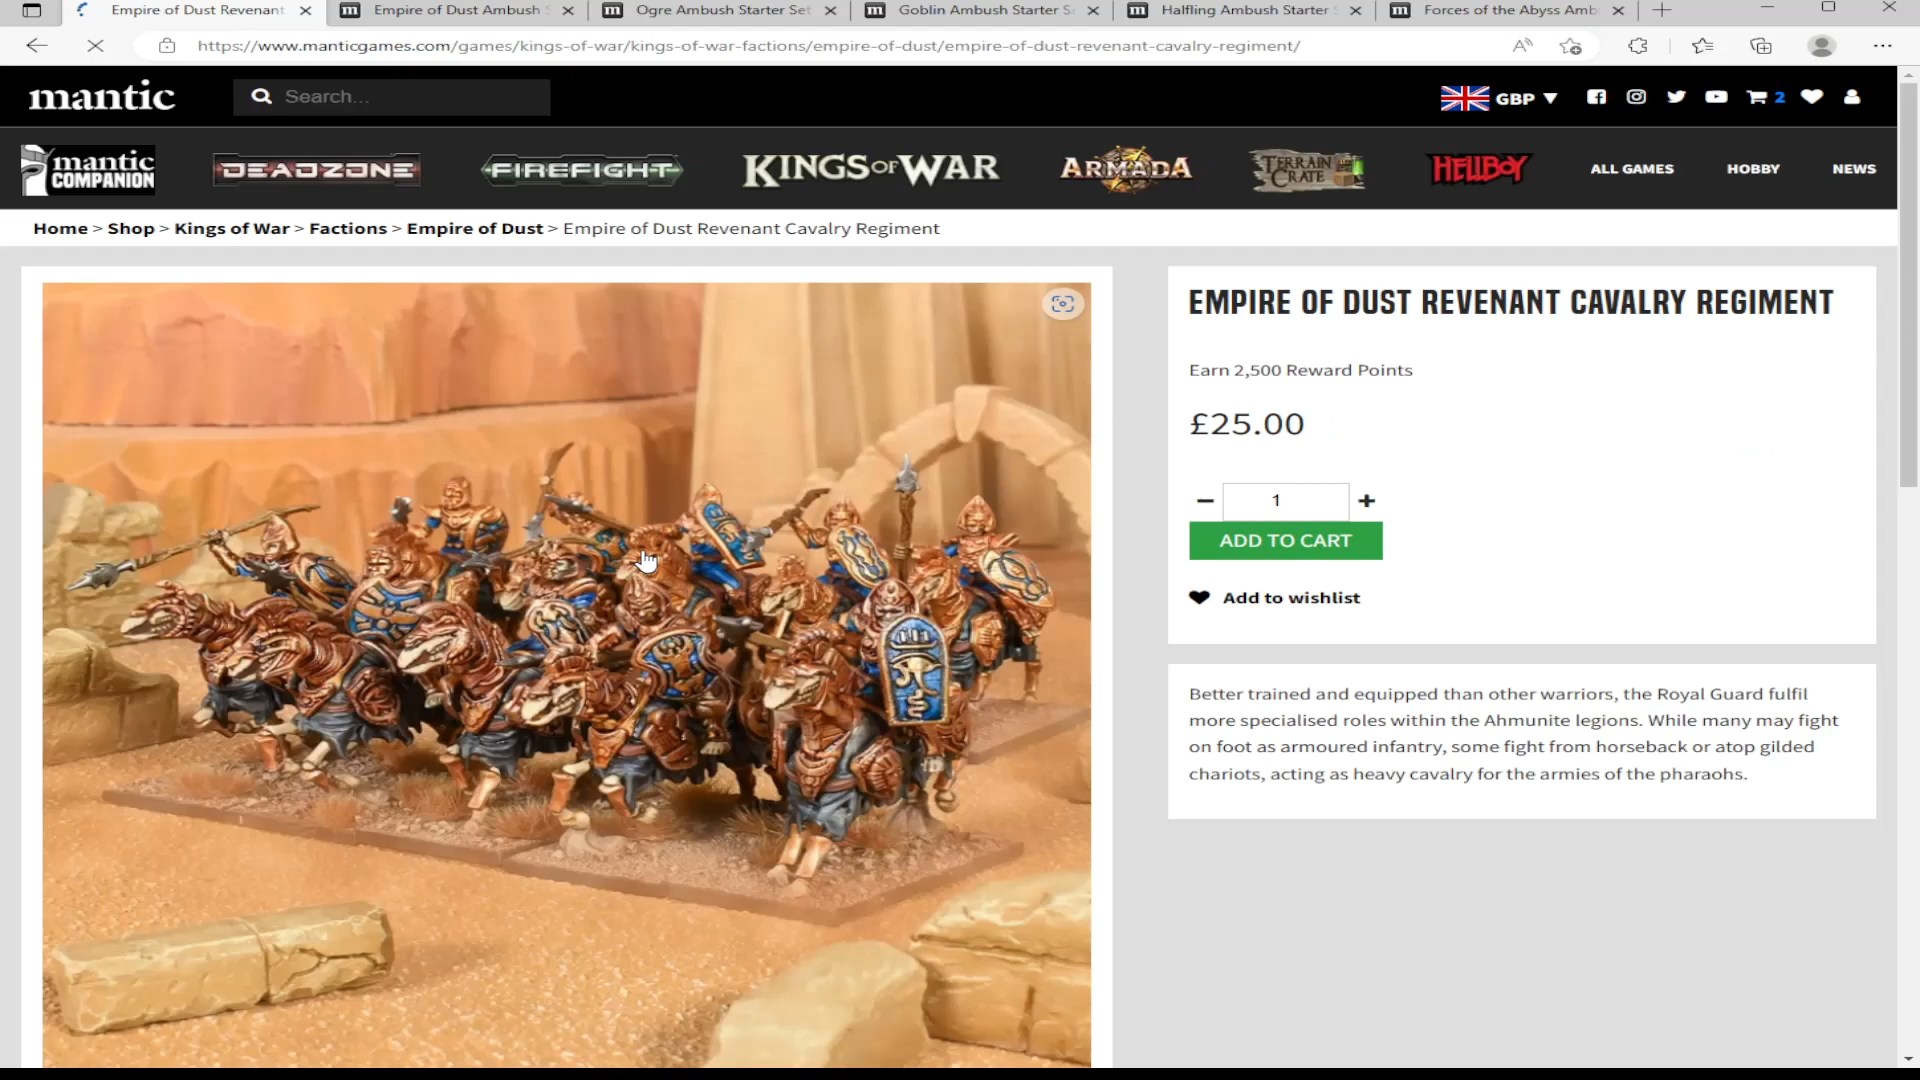 Empire of Dust Revenant
Empire of Dust Ambush S
Ogre Ambush Starter Set
Goblin Ambush Starter S
Halfling Ambush Starter
Forces of the Abyss Amb
https://www.manticgames.com/games/kings-of-war/kings-of-war-factions/empire-of-dust/empire-of-dust-revenant-cavalry-regiment/
mantic
Search...
GBP
2
mantic COMPANION
DEADZONE
FIREFIGHT
KINGS OF WAR
ARMADA
TERRAIN CRATE
HELLBOY
ALL GAMES
HOBBY
NEWS
Home > Shop > Kings of War > Factions > Empire of Dust > Empire of Dust Revenant Cavalry Regiment
EMPIRE OF DUST REVENANT CAVALRY REGIMENT
Earn 2,500 Reward Points
£25.00
− 1 +
ADD TO CART
Add to wishlist
Better trained and equipped than other warriors, the Royal Guard fulfil
more specialised roles within the Ahmunite legions. While many may fight
on foot as armoured infantry, some fight from horseback or atop gilded
chariots, acting as heavy cavalry for the armies of the pharaohs.